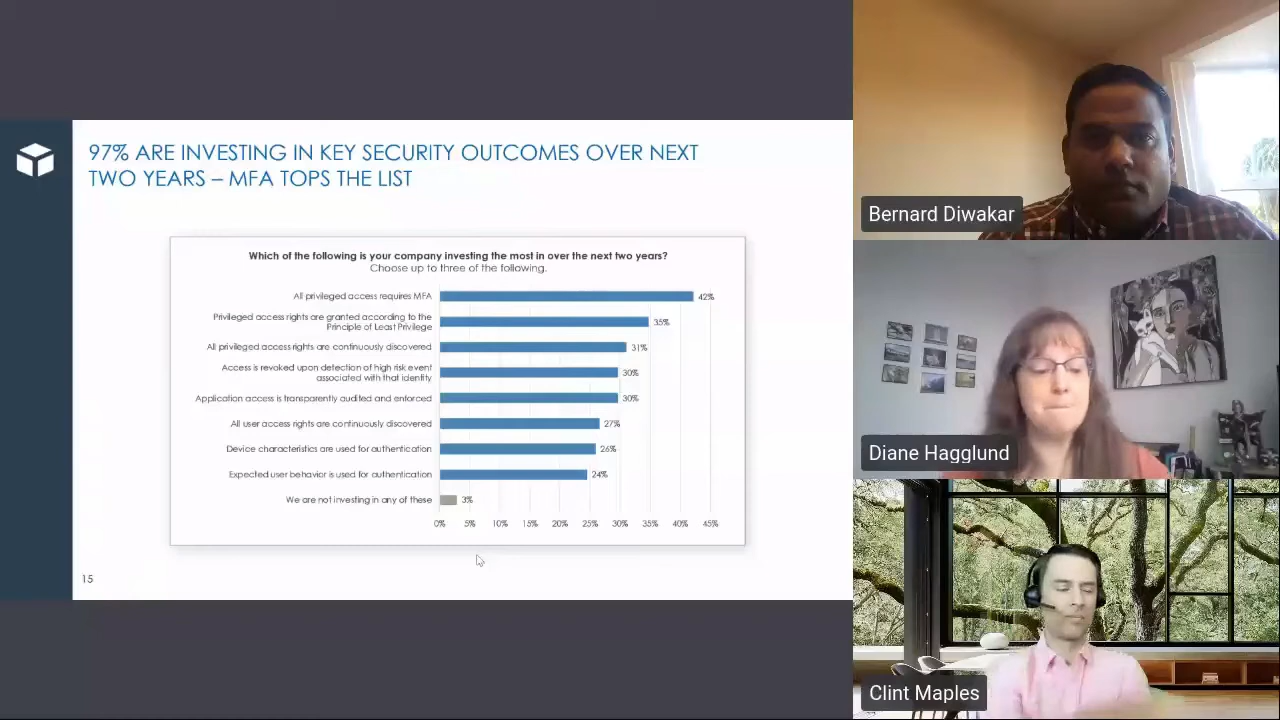 97% ARE INVESTING IN KEY SECURITY OUTCOMES OVER NEXT
TWO YEARS – MFA TOPS THE LIST
Which of the following is your company investing the most in over the next two years?
Choose up to three of the following.
All privileged access requires MFA 42%
Privileged access rights are granted according to the
Principle of Least Privilege 35%
All privileged access rights are continuously discovered 31%
Access is revoked upon detection of high risk event
associated with that identity 30%
Application access is transparently audited and enforced 30%
All user access rights are continuously discovered 27%
Device characteristics are used for authentication 26%
Expected user behavior is used for authentication 24%
We are not investing in any of these 3%
0% 5% 10% 15% 20% 25% 30% 35% 40% 45%
15
Bernard Diwakar
Diane Hagglund
Clint Maples